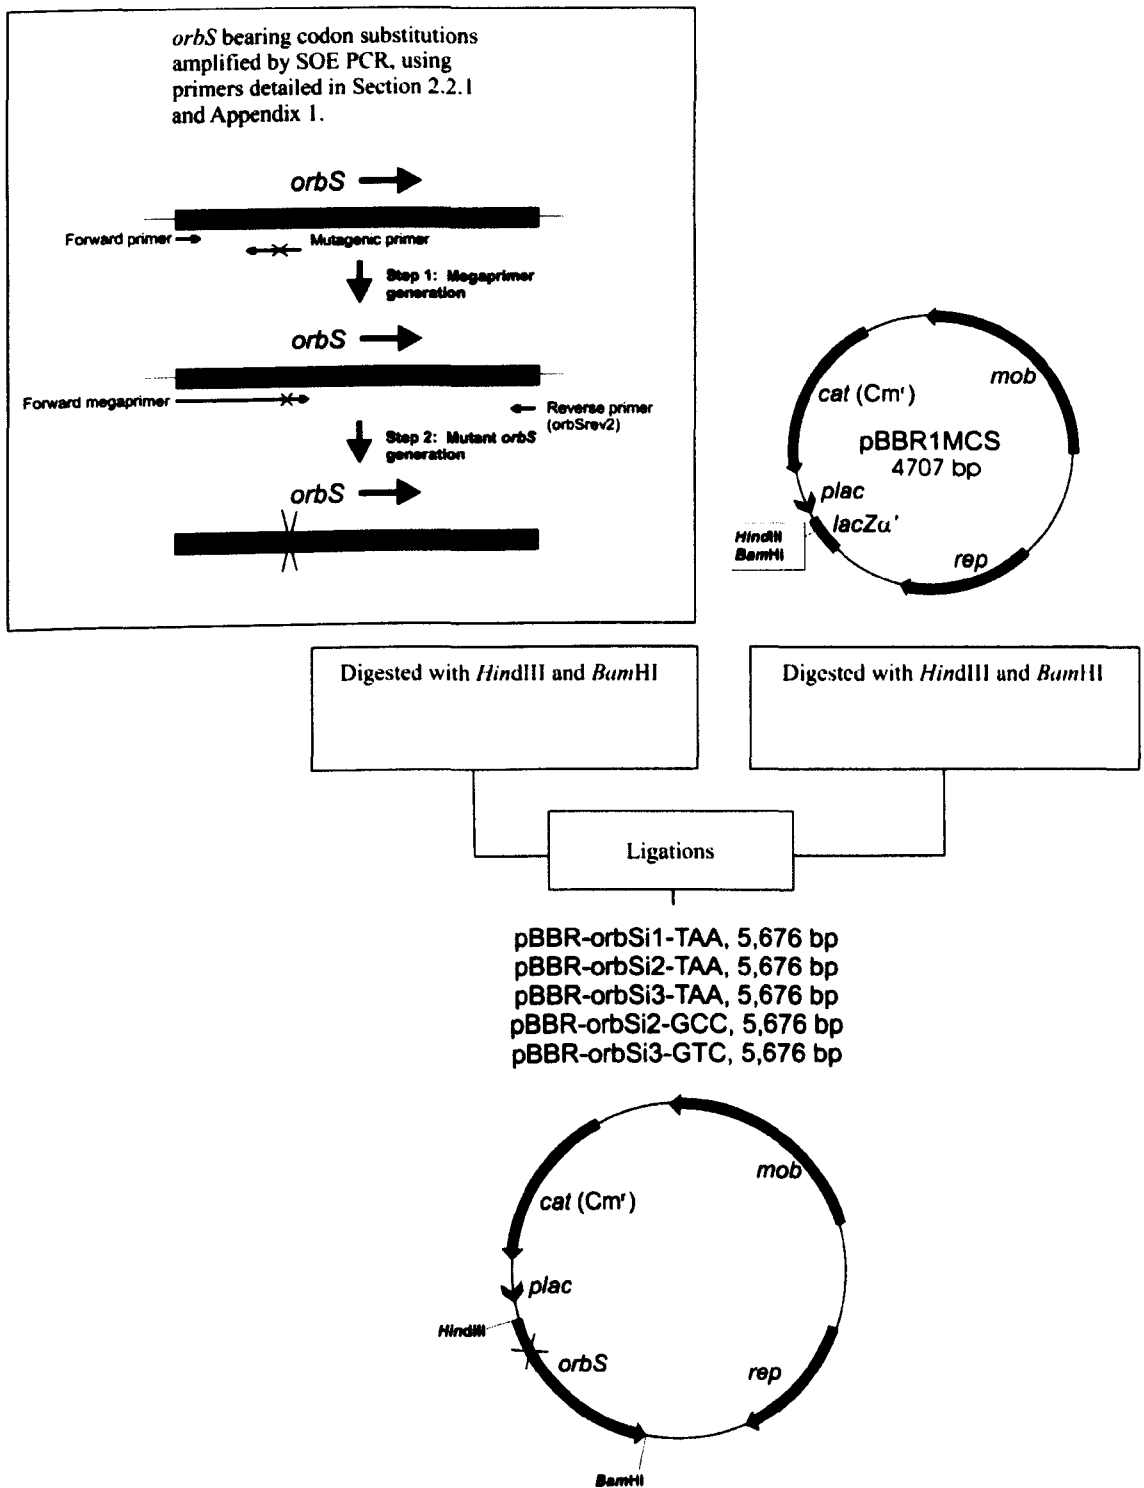 orbS bearing codon substitutions
amplified by SOE PCR, using
primers detailed in Section 2.2.1
and Appendix 1.
orbS
Forward primer
Mutagenic primer
Step 1: Megaprimer
generation
orbS
Forward megaprimer
Reverse primer
(orbSrev2)
Step 2: Mutant orbS
generation
orbS
mob
cat (Cmʳ)
pBBR1MCS
4707 bp
plac
lacZα'
HindIII
BamHI
rep
Digested with HindIII and BamHI
Digested with HindIII and BamHI
Ligations
pBBR-orbSi1-TAA, 5,676 bp
pBBR-orbSi2-TAA, 5,676 bp
pBBR-orbSi3-TAA, 5,676 bp
pBBR-orbSi2-GCC, 5,676 bp
pBBR-orbSi3-GTC, 5,676 bp
mob
cat (Cmʳ)
plac
HindIII
orbS
rep
BamHI